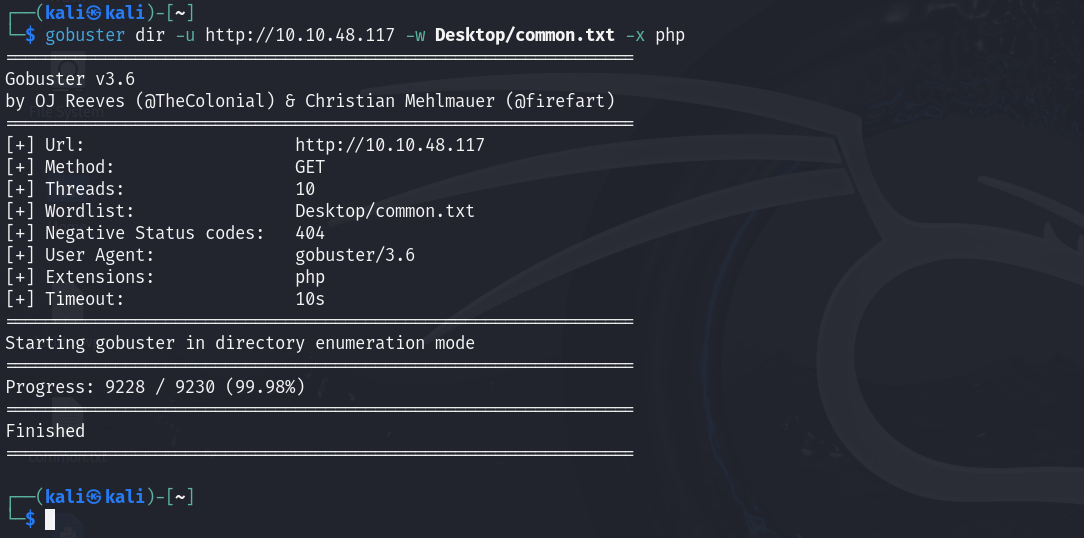 ┌──(kali㉿kali)-[~]
└─$ gobuster dir -u http://10.10.48.117 -w Desktop/common.txt -x php
===============================================================
Gobuster v3.6
by OJ Reeves (@TheColonial) & Christian Mehlmauer (@firefart)
===============================================================
[+] Url:                     http://10.10.48.117
[+] Method:                  GET
[+] Threads:                 10
[+] Wordlist:                Desktop/common.txt
[+] Negative Status codes:   404
[+] User Agent:              gobuster/3.6
[+] Extensions:              php
[+] Timeout:                 10s
===============================================================
Starting gobuster in directory enumeration mode
===============================================================
Progress: 9228 / 9230 (99.98%)
===============================================================
Finished
===============================================================
┌──(kali㉿kali)-[~]
└─$